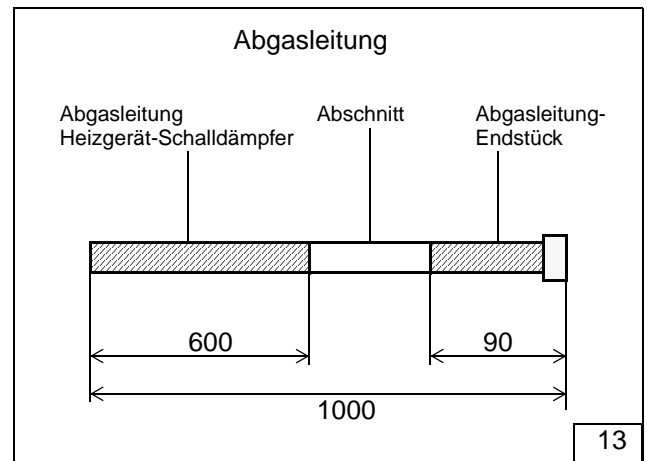 Abgasleitung
Abgasleitung
Heizgerät-Schalldämpfer
Abschnitt
Abgasleitung-
Endstück
600
90
1000
13